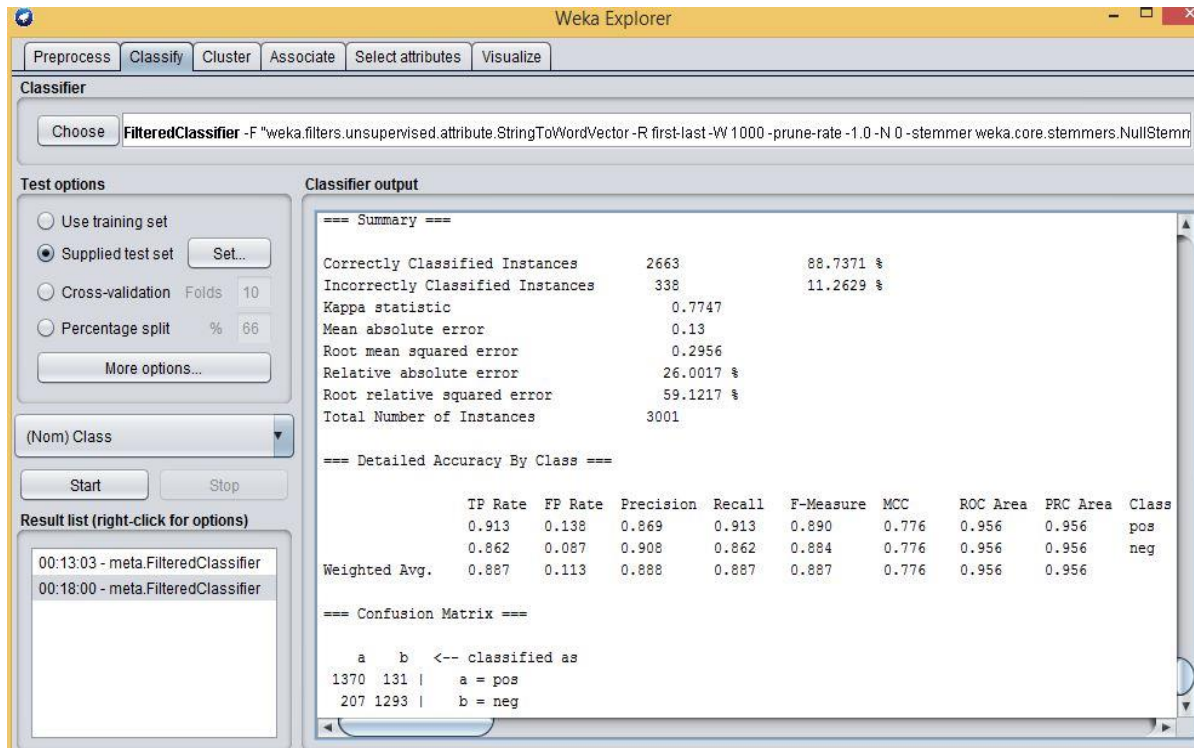 Weka Explorer
Preprocess Classify Cluster Associate Select attributes Visualize
Classifier
Choose FilteredClassifier -F "weka.filters.unsupervised.attribute.StringToWordVector -R first-last -W 1000 -prune-rate -1.0 -N 0 -stemmer weka.core.stemmers.NullStemm
Test options
Use training set
Supplied test set Set...
Cross-validation Folds 10
Percentage split % 66
More options...
(Nom) Class
Start Stop
Result list (right-click for options)
00:13:03 - meta.FilteredClassifier
00:18:00 - meta.FilteredClassifier
Classifier output
=== Summary ===
Correctly Classified Instances 2663 88.7371 %
Incorrectly Classified Instances 338 11.2629 %
Kappa statistic 0.7747
Mean absolute error 0.13
Root mean squared error 0.2956
Relative absolute error 26.0017 %
Root relative squared error 59.1217 %
Total Number of Instances 3001
=== Detailed Accuracy By Class ===
TP Rate FP Rate Precision Recall F-Measure MCC ROC Area PRC Area Class
0.913 0.138 0.869 0.913 0.890 0.776 0.956 0.956 pos
0.862 0.087 0.908 0.862 0.884 0.776 0.956 0.956 neg
Weighted Avg. 0.887 0.113 0.888 0.887 0.887 0.776 0.956 0.956
=== Confusion Matrix ===
a b <-- classified as
1370 131 | a = pos
207 1293 | b = neg